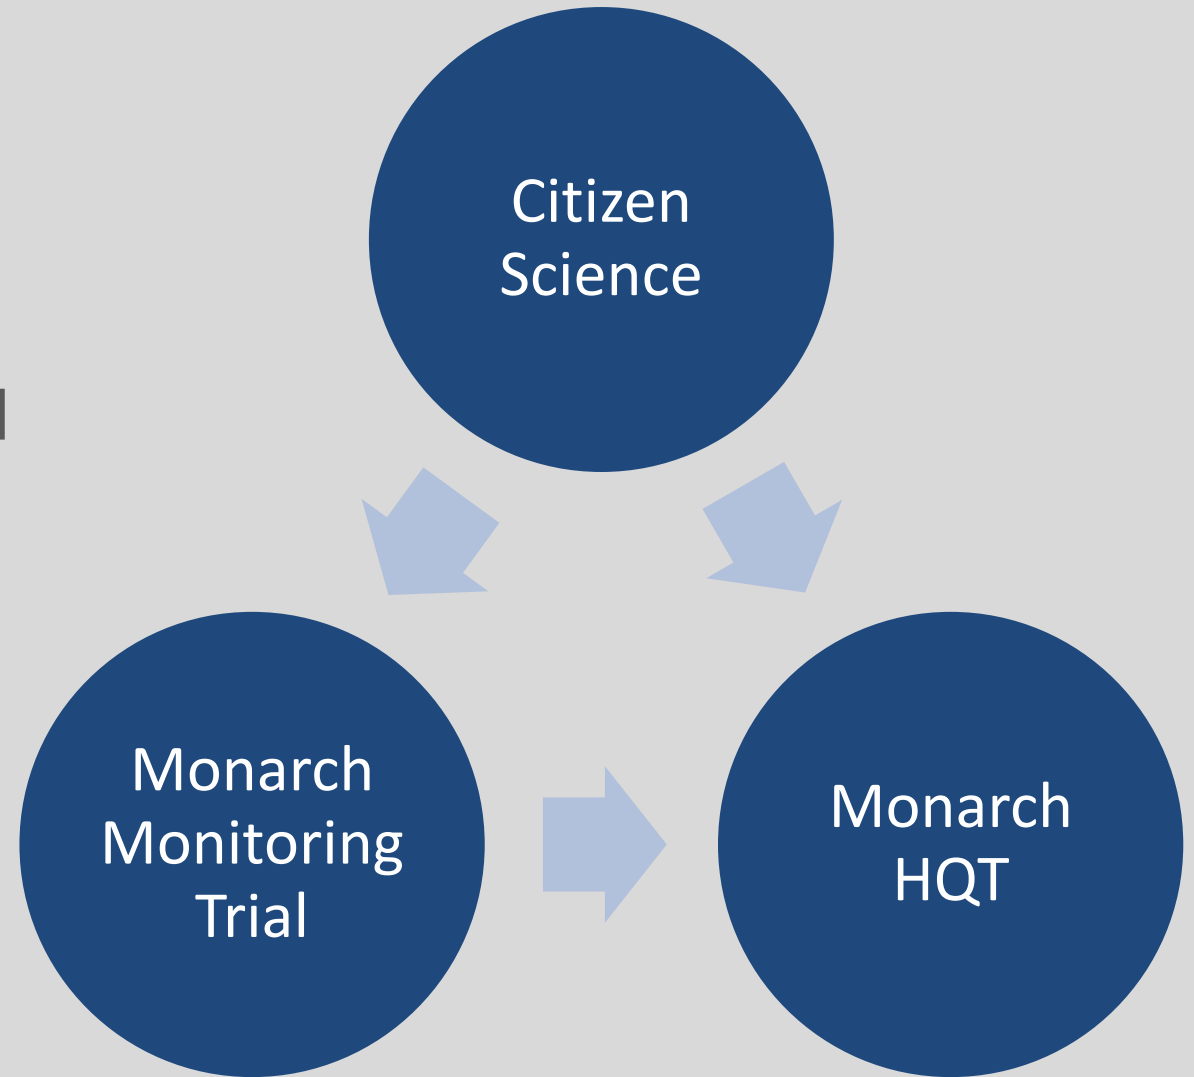 Citizen
Science
Monarch
Monitoring
Trial
Monarch
HQT